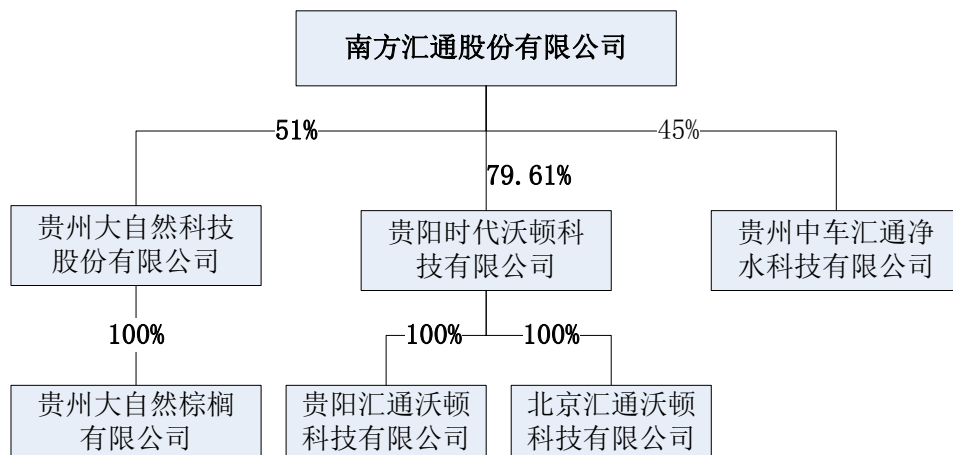 南方汇通股份有限公司
51%
45%
79.61%
贵州大自然科技
股份有限公司
贵阳时代沃顿科
技有限公司
贵州中车汇通净
水科技有限公司
100%
100%
100%
贵州大自然棕榈
有限公司
贵阳汇通沃顿
科技有限公司
北京汇通沃顿
科技有限公司